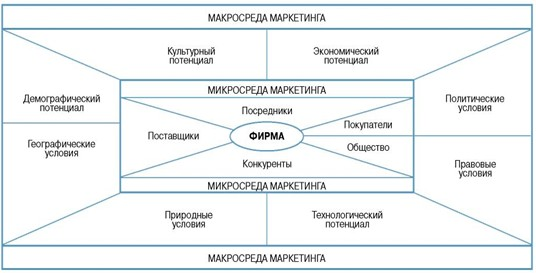 МАКРОСРЕДА МАРКЕТИНГА
Культурный
потенциал
Экономический
потенциал
МИКРОСРЕДА МАРКЕТИНГА
Демографический
потенциал
Географические
условия
Посредники
Поставщики
ФИРМА
Покупатели
Общество
Конкуренты
Политические
условия
Правовые
условия
МИКРОСРЕДА МАРКЕТИНГА
Природные
условия
Технологический
потенциал
МАКРОСРЕДА МАРКЕТИНГА